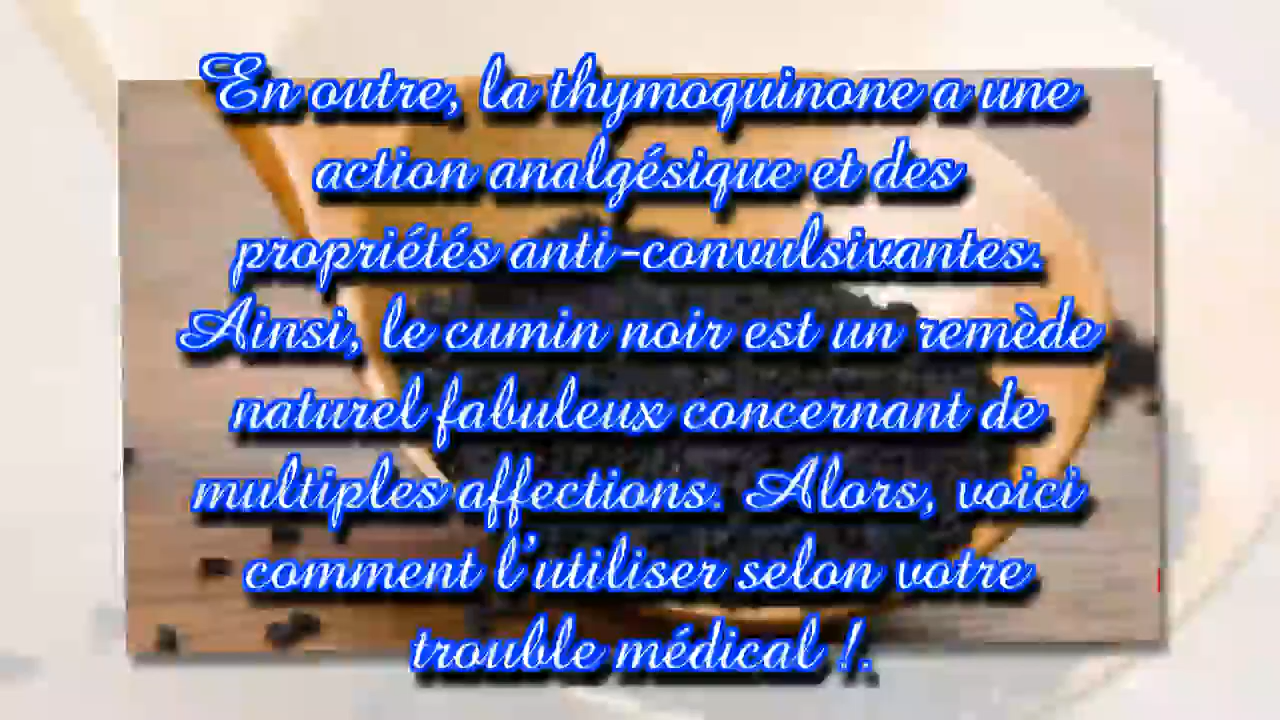 En outre, la thymoquinone a une
action analgésique et des
propriétés anti-convulsivantes.
Ainsi, le cumin noir est un remède
naturel fabuleux concernant de
multiples affections. Alors, voici
comment l'utiliser selon votre
trouble médical !.